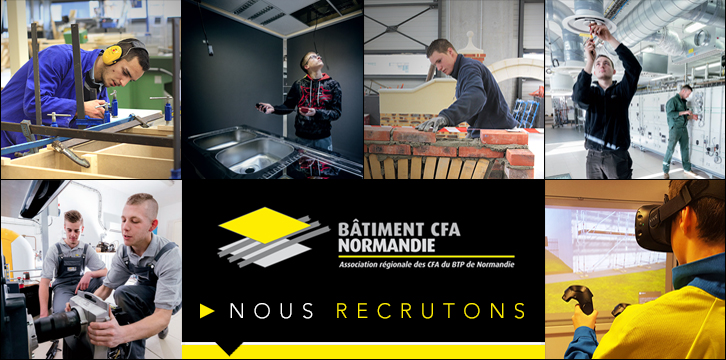 BÂTIMENT CFA
NORMANDIE
Association régionale des CFA du BTP de Normandie
NOUS RECRUTONS